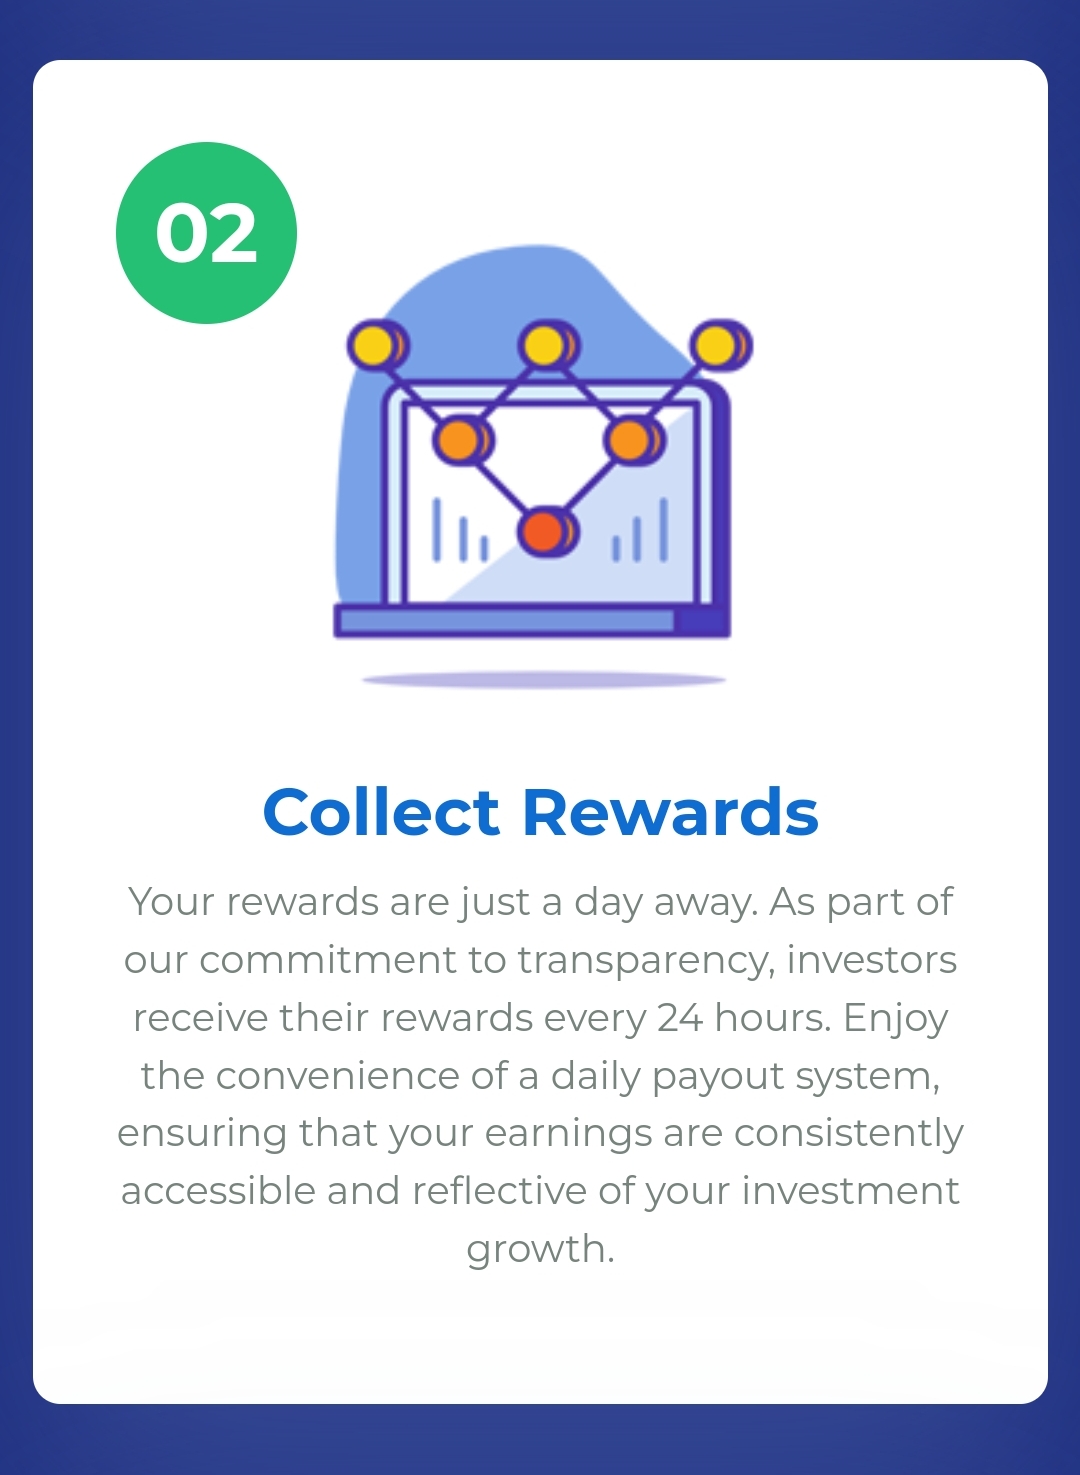 02
Collect Rewards
Your rewards are just a day away. As part of
our commitment to transparency, investors
receive their rewards every 24 hours. Enjoy
the convenience of a daily payout system,
ensuring that your earnings are consistently
accessible and reflective of your investment
growth.